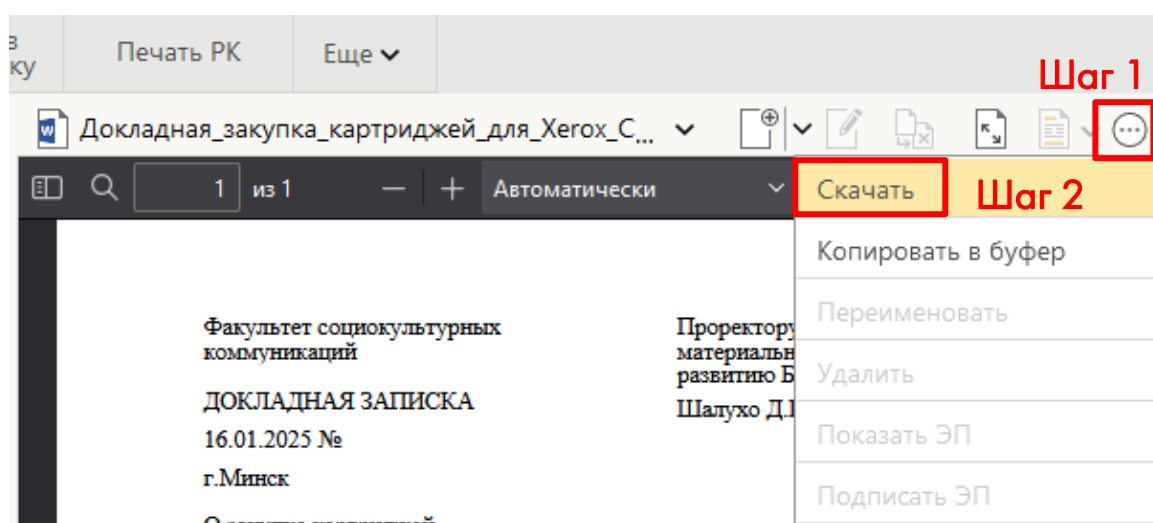 в
ку
Печать РК
Еще
Шаг 1
Докладная_закупка_картриджей_для_Xerox_C...
1 из 1
Автоматически
Скачать
Шаг 2
Копировать в буфер
Переименовать
Удалить
Показать ЭП
Подписать ЭП
Факультет социокультурных
коммуникаций
ДОКЛАДНАЯ ЗАПИСКА
16.01.2025 №
г.Минск
Проректору
материальн
развитию Б
Шалухо Д.